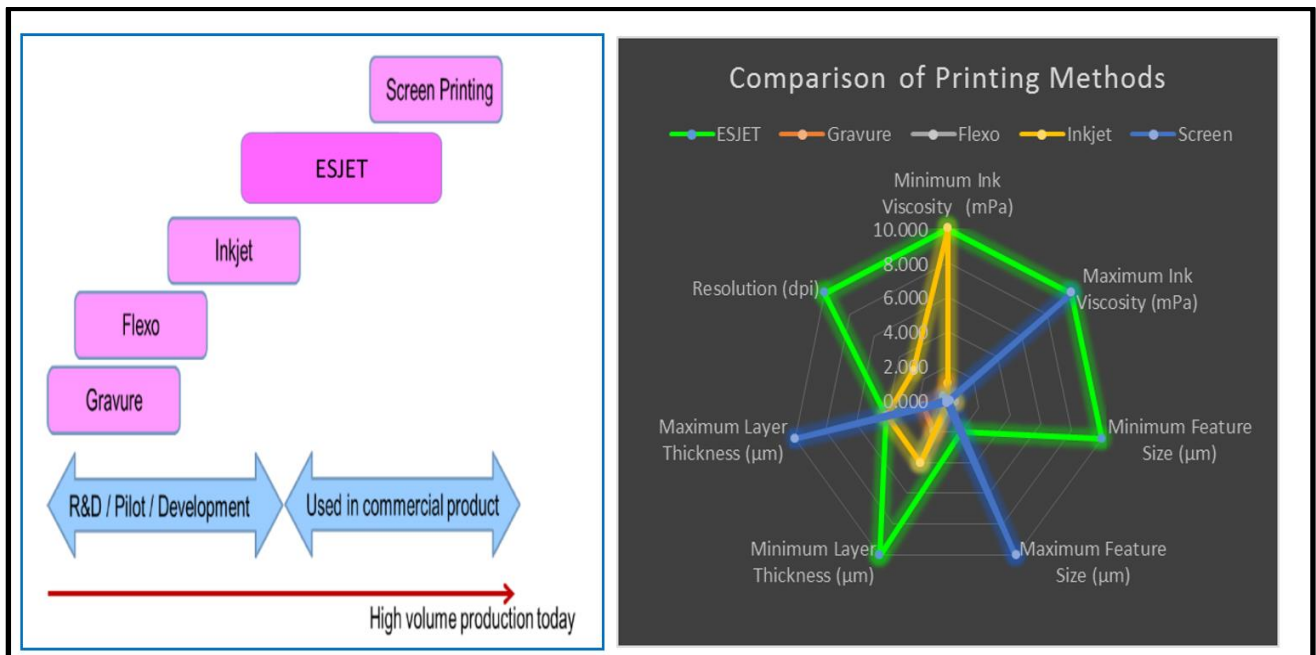 Screen Printing
ESJET
Inkjet
Flexo
Gravure
R&D / Pilot / Development
Used in commercial product
High volume production today
Comparison of Printing Methods
ESJET
Gravure
Flexo
Inkjet
Screen
Minimum Ink
Viscosity (mPa)
10.000
8.000
6.000
4.000
2.000
0.000
Maximum Ink
Viscosity (mPa)
Minimum Feature
Size (µm)
Maximum Feature
Size (µm)
Minimum Layer
Thickness (µm)
Maximum Layer
Thickness (µm)
Resolution (dpi)